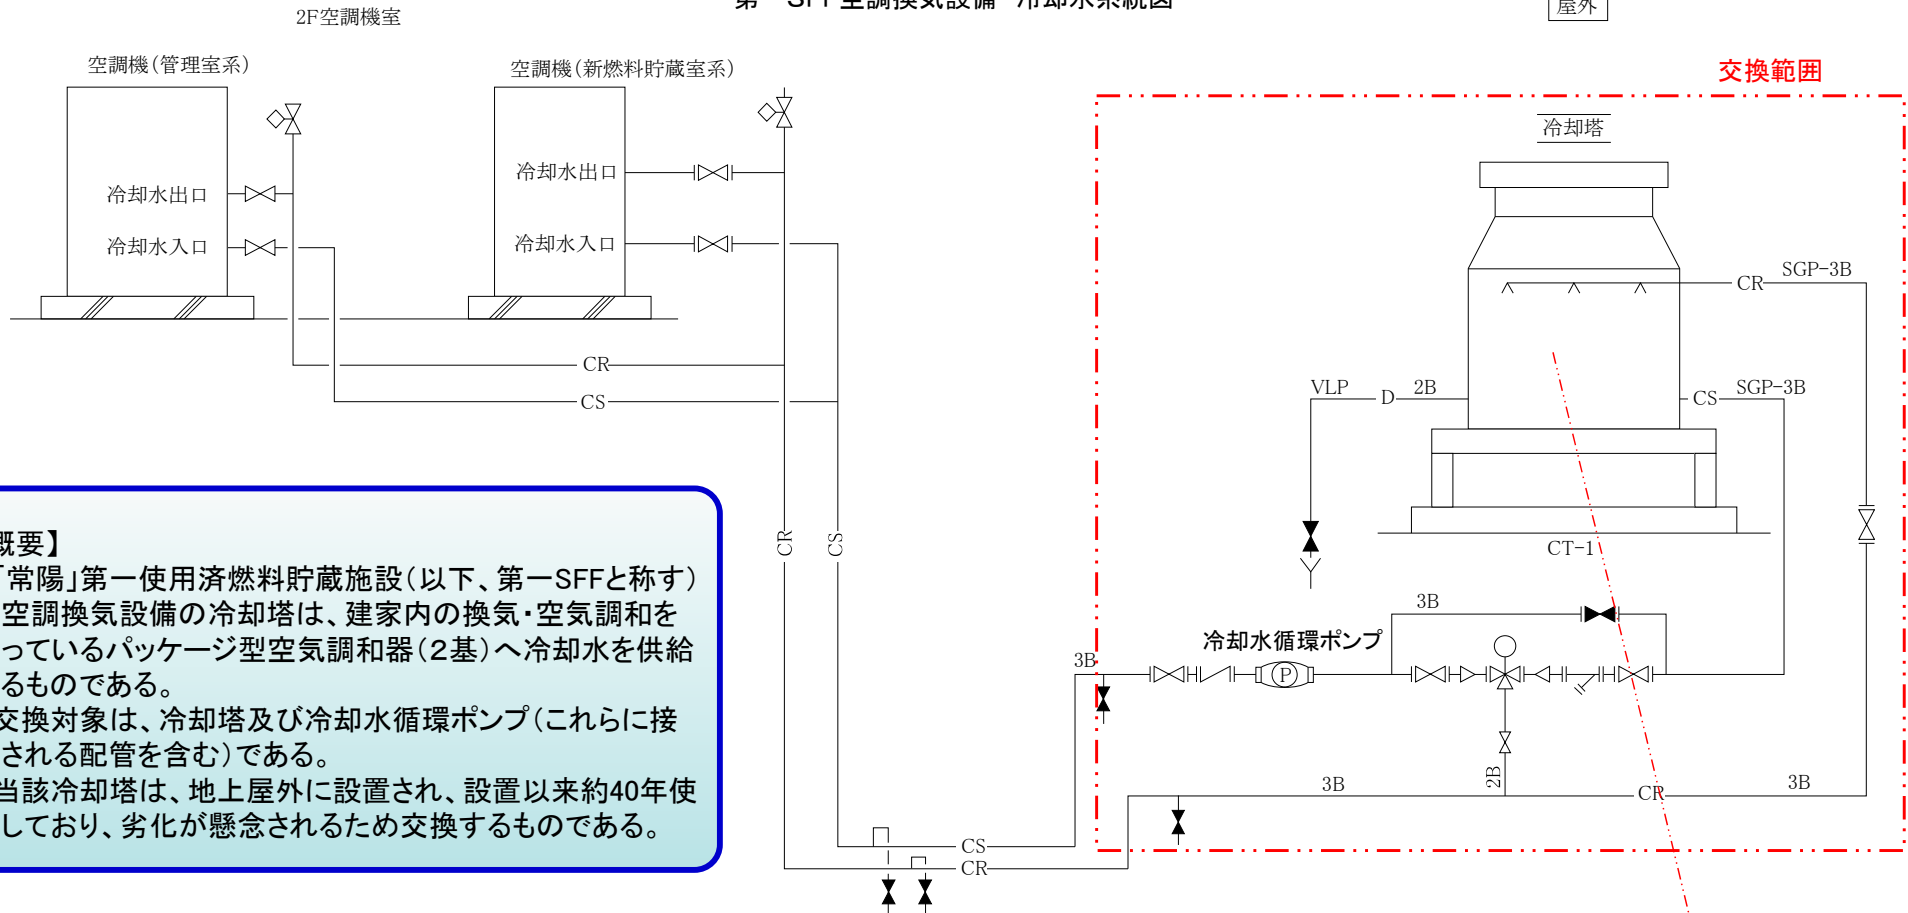 第一SFF空調換気設備 冷却水系統図
屋外
2F空調機室
空調機(管理室系)
空調機(新燃料貯蔵室系)
交換範囲
冷却塔
冷却水出口
冷却水入口
冷却水出口
冷却水入口
CR
SGP-3B
VLP
D
2B
CS
SGP-3B
CR
CS
CR
CS
CT-1
概要】
「常陽」第一使用済燃料貯蔵施設(以下、第一SFFと称す)
空調換気設備の冷却塔は、建家内の換気・空気調和を
っているパッケージ型空気調和器(2基)へ冷却水を供給
るものである。
交換対象は、冷却塔及び冷却水循環ポンプ(これらに接
される配管を含む)である。
当該冷却塔は、地上屋外に設置され、設置以来約40年使
しており、劣化が懸念されるため交換するものである。
3B
冷却水循環ポンプ
3B
P
2B
3B
CR
3B
CS
CR